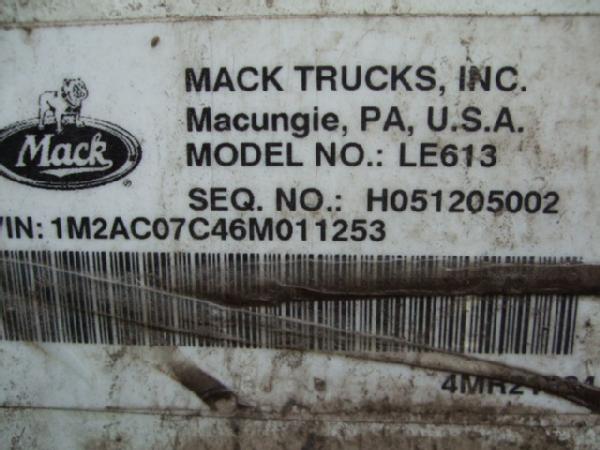 MACK TRUCKS, INC.
Macungie, PA, U.S.A.
Mack ®
MODEL NO.: LE613
SEQ. NO.: H051205002
VIN: 1M2AC07C46M011253